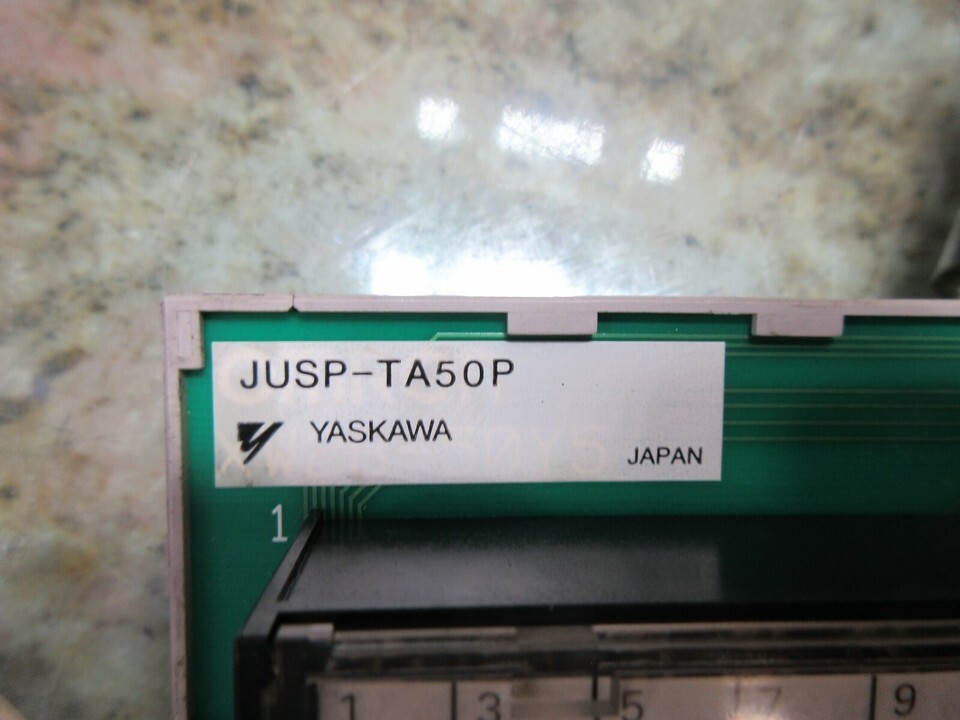 JUSP-TA50P
YASKAWA
JAPAN
1
1 3 5 7 9